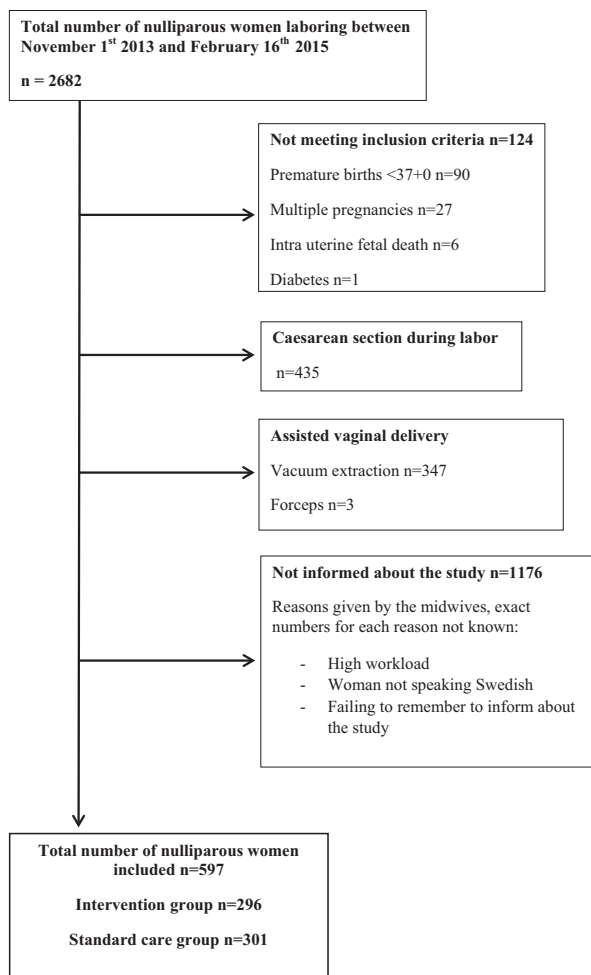 Total number of nulliparous women laboring between
November 1st 2013 and February 16th 2015
n = 2682
Not meeting inclusion criteria n=124
Premature births <37+0 n=90
Multiple pregnancies n=27
Intra uterine fetal death n=6
Diabetes n=1
Caesarean section during labor
n=435
Assisted vaginal delivery
Vacuum extraction n=347
Forceps n=3
Not informed about the study n=1176
Reasons given by the midwives, exact
numbers for each reason not known:
- High workload
- Woman not speaking Swedish
- Failing to remember to inform about
the study
Total number of nulliparous women
included n=597
Intervention group n=296
Standard care group n=301